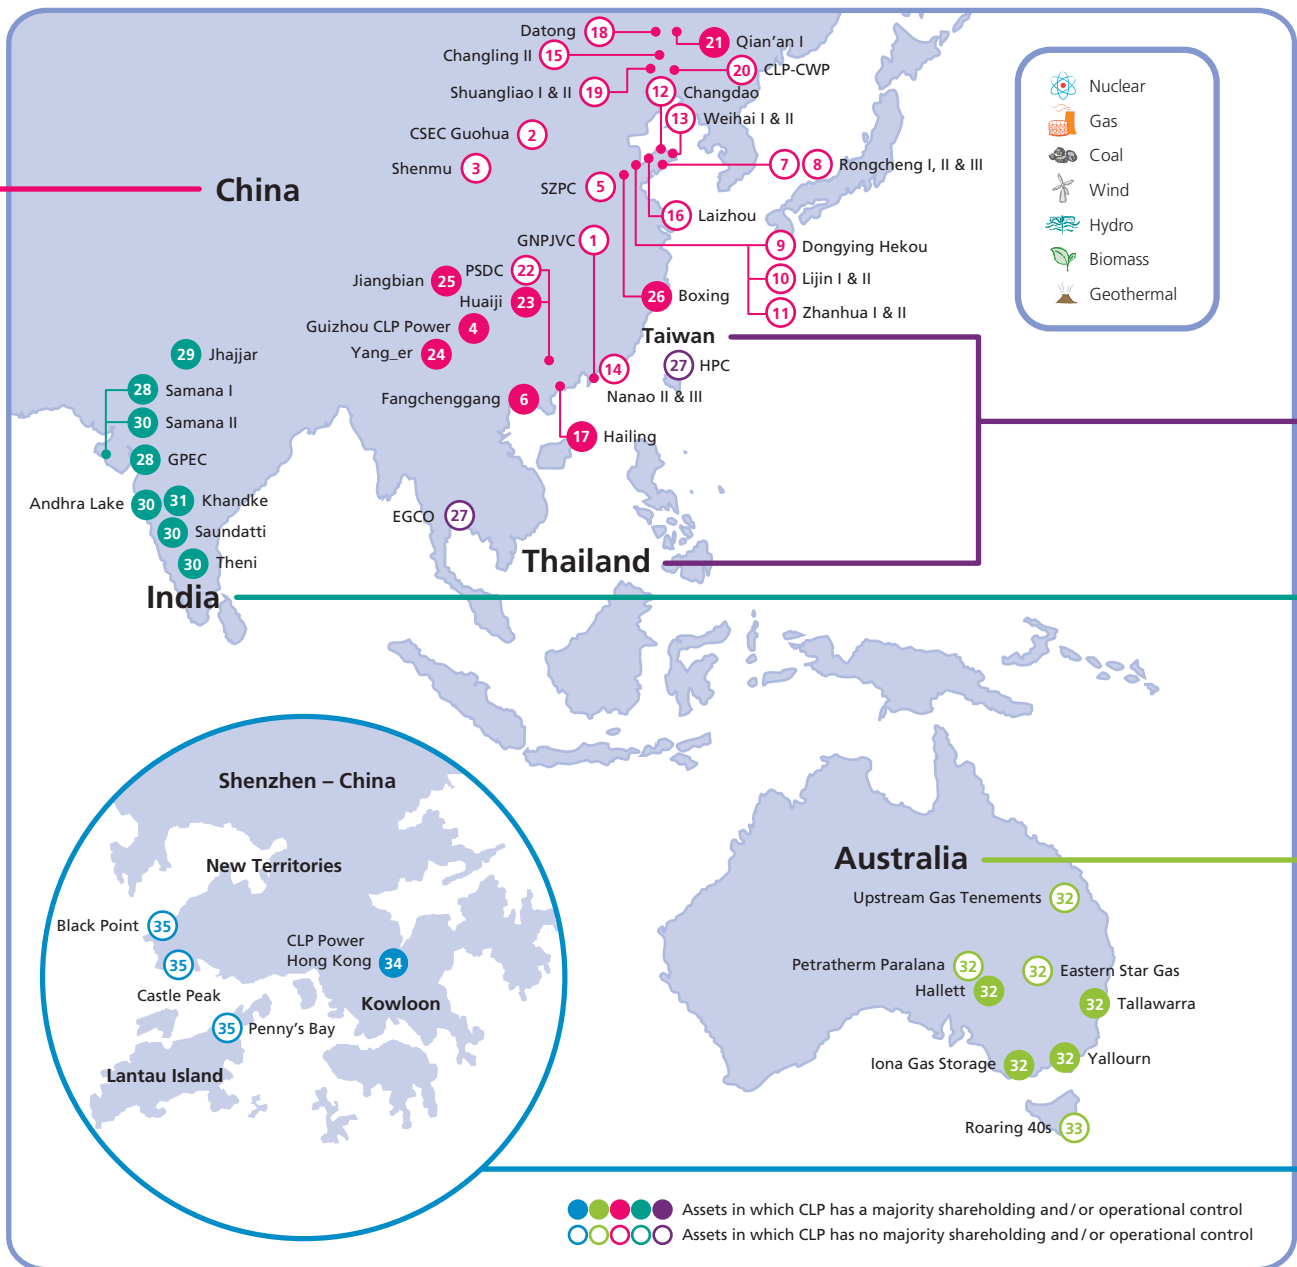 Datong 18
21 Qian'an I
Changling II 15
20 CLP-CWP
Shuangliao I & II 19
12 Changdao
13 Weihai I & II
CSEC Guohua 2
Shenmu 3
7 8 Rongcheng I, II & III
China
SZPC 5
16 Laizhou
GNPJVC 1
9 Dongying Hekou
PSDC 22
Jiangbian 25
10 Lijin I & II
Huaiji 23
26 Boxing
11 Zhanhua I & II
Guizhou CLP Power 4
Taiwan
Yang_er 24
27 HPC
14
Nanao II & III
Fangchenggang 6
17 Hailing
29 Jhajjar
28 Samana I
30 Samana II
28 GPEC
Andhra Lake 30
31 Khandke
30 Saundatti
30 Theni
EGCO 27
Thailand
India
Nuclear
Gas
Coal
Wind
Hydro
Biomass
Geothermal
Shenzhen – China
New Territories
Black Point 35
35
Castle Peak
CLP Power
Hong Kong 34
Kowloon
35 Penny's Bay
Lantau Island
Australia
Upstream Gas Tenements 32
Petratherm Paralana 32
32 Eastern Star Gas
Hallett 32
32 Tallawarra
Iona Gas Storage 32
32 Yallourn
Roaring 40s 33
Assets in which CLP has a majority shareholding and/or operational control
Assets in which CLP has no majority shareholding and/or operational control